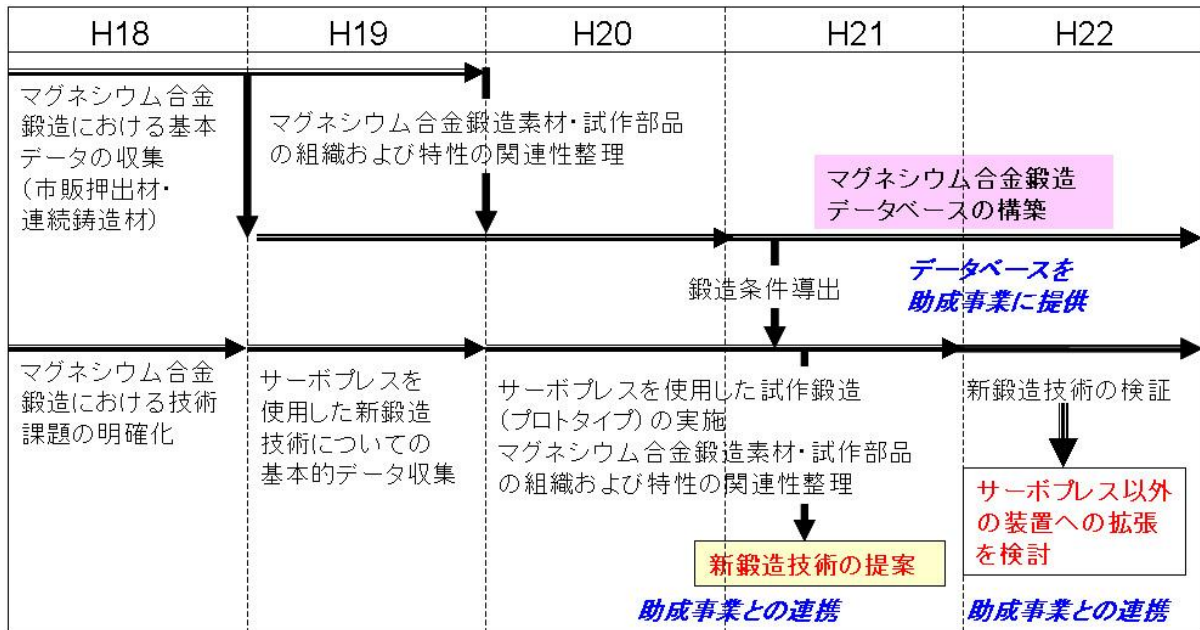 H18
H19
H20
H21
H22
マグネシウム合金
鍛造における基本
データの収集
（市販押出材・
連続鋳造材）
マグネシウム合金鍛造素材・試作部品
の組織および特性の関連性整理
マグネシウム合金鍛造
データベースの構築
データベースを
助成事業に提供
鍛造条件導出
マグネシウム合金
鍛造における技術
課題の明確化
サーボプレスを
使用した新鍛造
技術についての
基本的データ収集
サーボプレスを使用した試作鍛造
（プロトタイプ）の実施
マグネシウム合金鍛造素材・試作部品
の組織および特性の関連性整理
新鍛造技術の検証
サーボプレス以外
の装置への拡張
を検討
新鍛造技術の提案
助成事業との連携
助成事業との連携